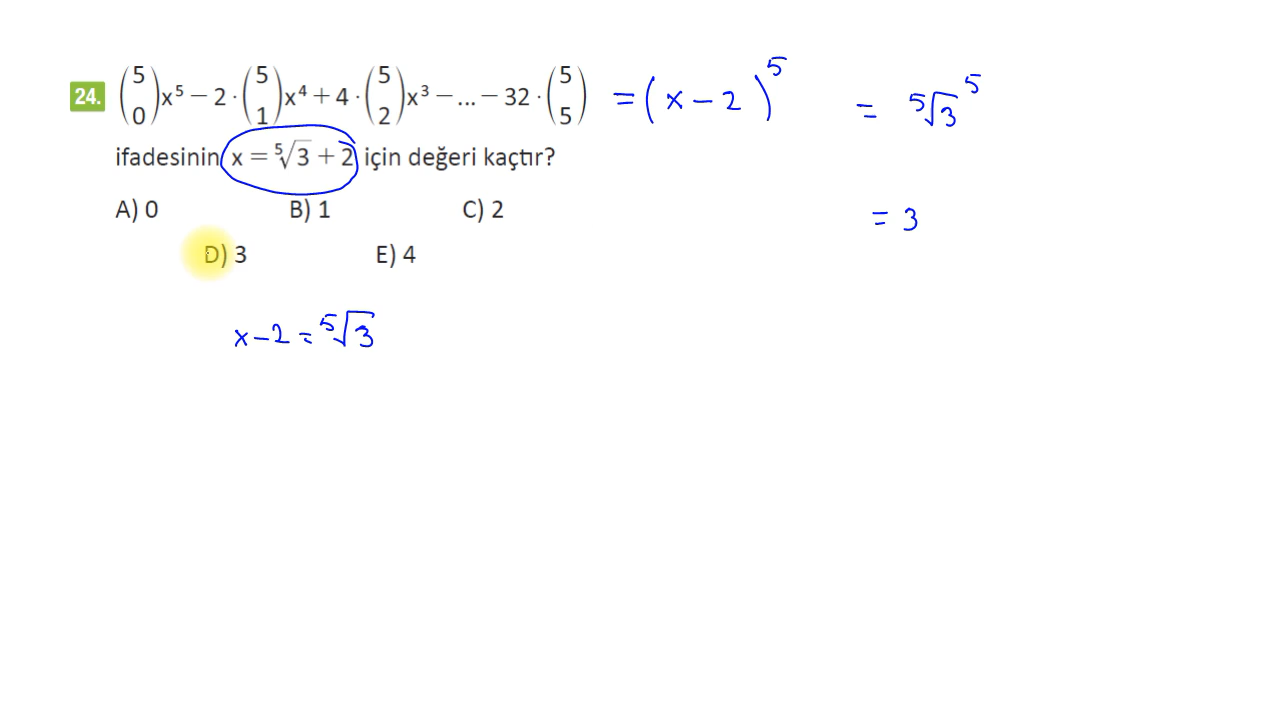 24. (5 0)x⁵ − 2 · (5 1)x⁴ + 4 · (5 2)x³ − ... − 32 · (5 5) = (x − 2)⁵ = ⁵√3⁵
ifadesinin x = ⁵√3 + 2 için değeri kaçtır?
A) 0 B) 1 C) 2 = 3
D) 3 E) 4
x − 2 = ⁵√3